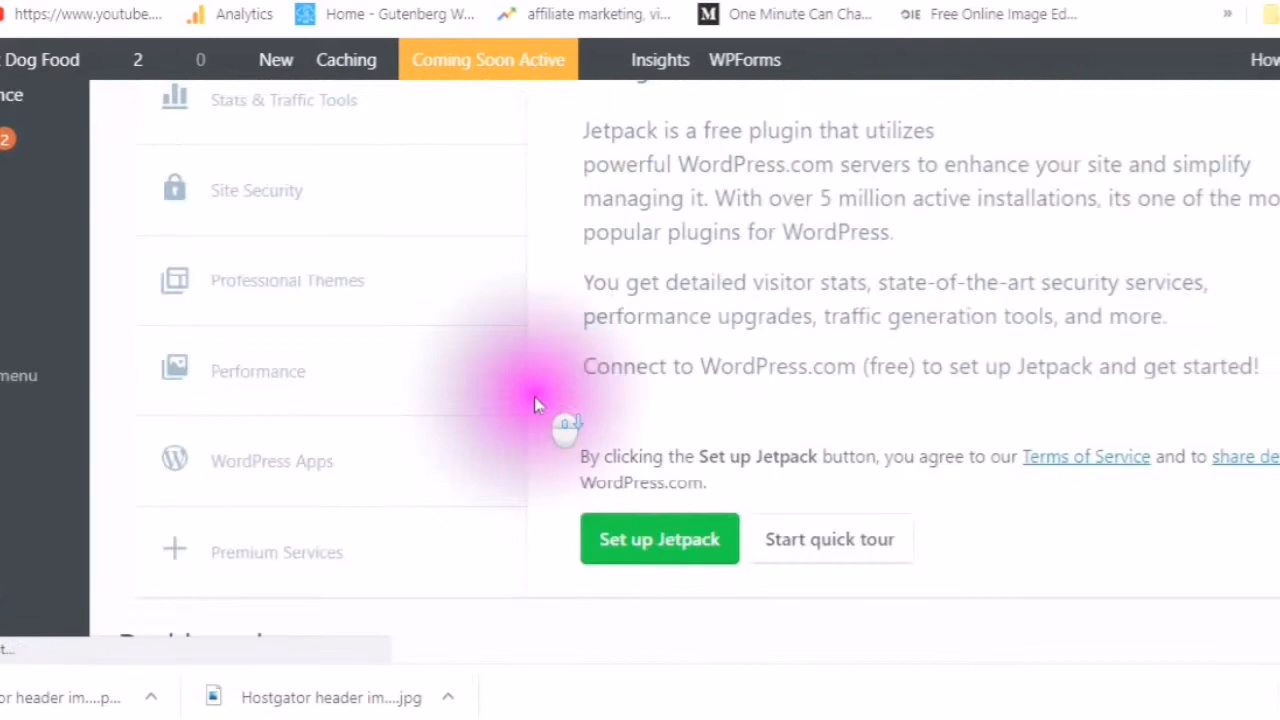 https://www.youtube....
Analytics
Home - Gutenberg W...
affiliate marketing, vi...
M
One Minute Can Cha...
OIE
Free Online Image Ed...
»
Dog Food
2
0
New
Caching
Coming Soon Active
Insights
WPForms
How
nce
2
menu
Stats & Traffic Tools
Site Security
Professional Themes
Performance
WordPress Apps
Premium Services
Jetpack is a free plugin that utilizes
powerful WordPress.com servers to enhance your site and simplify
managing it. With over 5 million active installations, its one of the mo
popular plugins for WordPress.
You get detailed visitor stats, state-of-the-art security services,
performance upgrades, traffic generation tools, and more.
Connect to WordPress.com (free) to set up Jetpack and get started!
0
By clicking the Set up Jetpack button, you agree to our Terms of Service and to share de
WordPress.com.
Set up Jetpack
Start quick tour
t...
or header im....p...
Hostgator header im....jpg